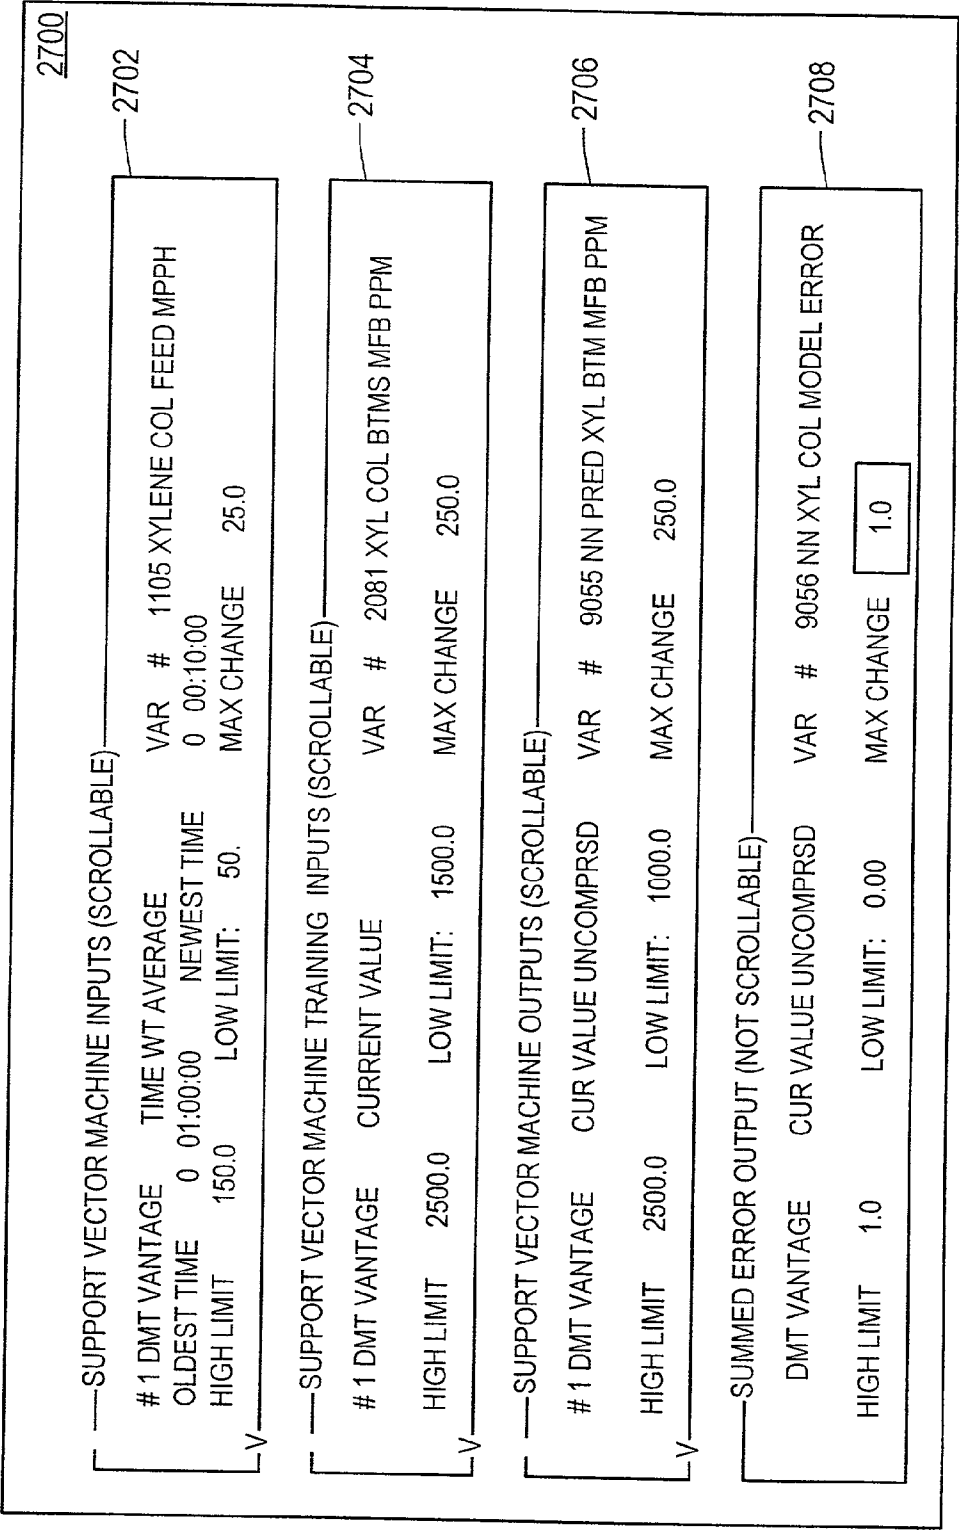 2700
SUPPORT VECTOR MACHINE INPUTS (SCROLLABLE)
2702
# 1 DMT VANTAGE TIME WT AVERAGE VAR # 1105 XYLENE COL FEED MPPH
OLDEST TIME 0 01:00:00 NEWEST TIME 0 00:10:00
HIGH LIMIT 150.0 LOW LIMIT: 50. MAX CHANGE 25.0
V
SUPPORT VECTOR MACHINE TRAINING INPUTS (SCROLLABLE)
2704
# 1 DMT VANTAGE CURRENT VALUE VAR # 2081 XYL COL BTMS MFB PPM
HIGH LIMIT 2500.0 LOW LIMIT: 1500.0 MAX CHANGE 250.0
V
SUPPORT VECTOR MACHINE OUTPUTS (SCROLLABLE)
2706
# 1 DMT VANTAGE CUR VALUE UNCOMPRSD VAR # 9055 NN PRED XYL BTM MFB PPM
HIGH LIMIT 2500.0 LOW LIMIT: 1000.0 MAX CHANGE 250.0
V
SUMMED ERROR OUTPUT (NOT SCROLLABLE)
2708
DMT VANTAGE CUR VALUE UNCOMPRSD VAR # 9056 NN XYL COL MODEL ERROR
HIGH LIMIT 1.0 LOW LIMIT: 0.00 MAX CHANGE 1.0